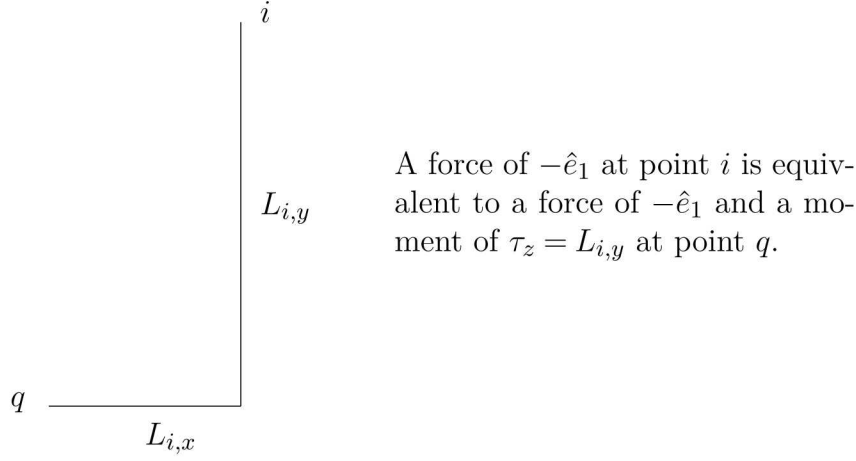 i
A force of −ê₁ at point i is equiv-
alent to a force of −ê₁ and a mo-
ment of τ_z = L_{i,y} at point q.
L_{i,y}
q
L_{i,x}